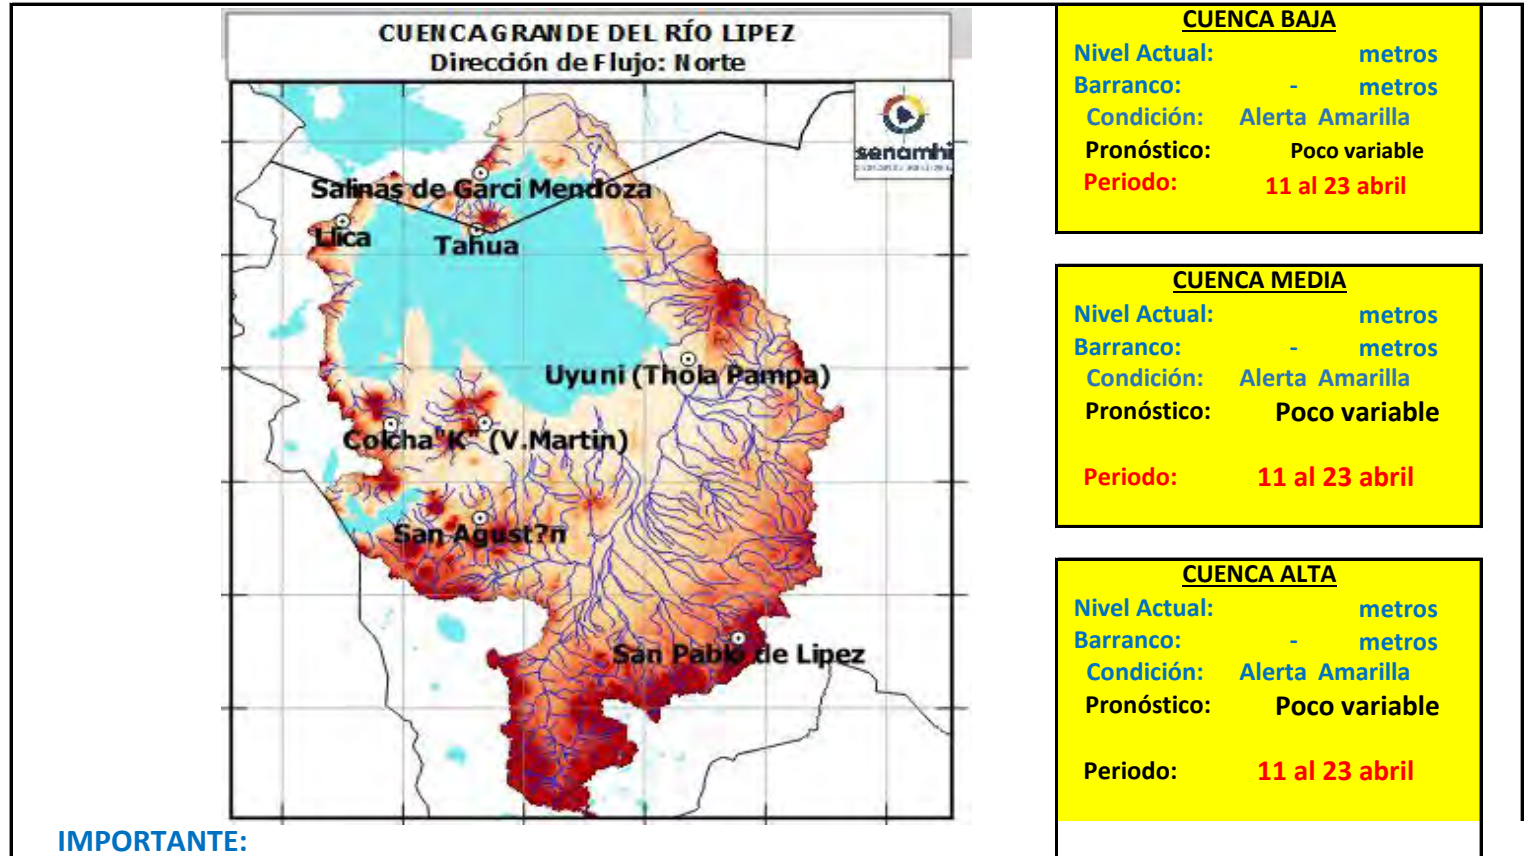 CUENCA GRANDE DEL RÍO LIPEZ
Dirección de Flujo: Norte
senamhi
Salinas de Garci Mendoza
Llica
Tahua
Uyuni (Thola Pampa)
Colcha"K" (V.Martin)
San Agust?n
San Pablo de Lipez
CUENCA BAJA
Nivel Actual: metros
Barranco: - metros
Condición: Alerta Amarilla
Pronóstico: Poco variable
Periodo: 11 al 23 abril
CUENCA MEDIA
Nivel Actual: metros
Barranco: - metros
Condición: Alerta Amarilla
Pronóstico: Poco variable
Periodo: 11 al 23 abril
CUENCA ALTA
Nivel Actual: metros
Barranco: - metros
Condición: Alerta Amarilla
Pronóstico: Poco variable
Periodo: 11 al 23 abril
IMPORTANTE: